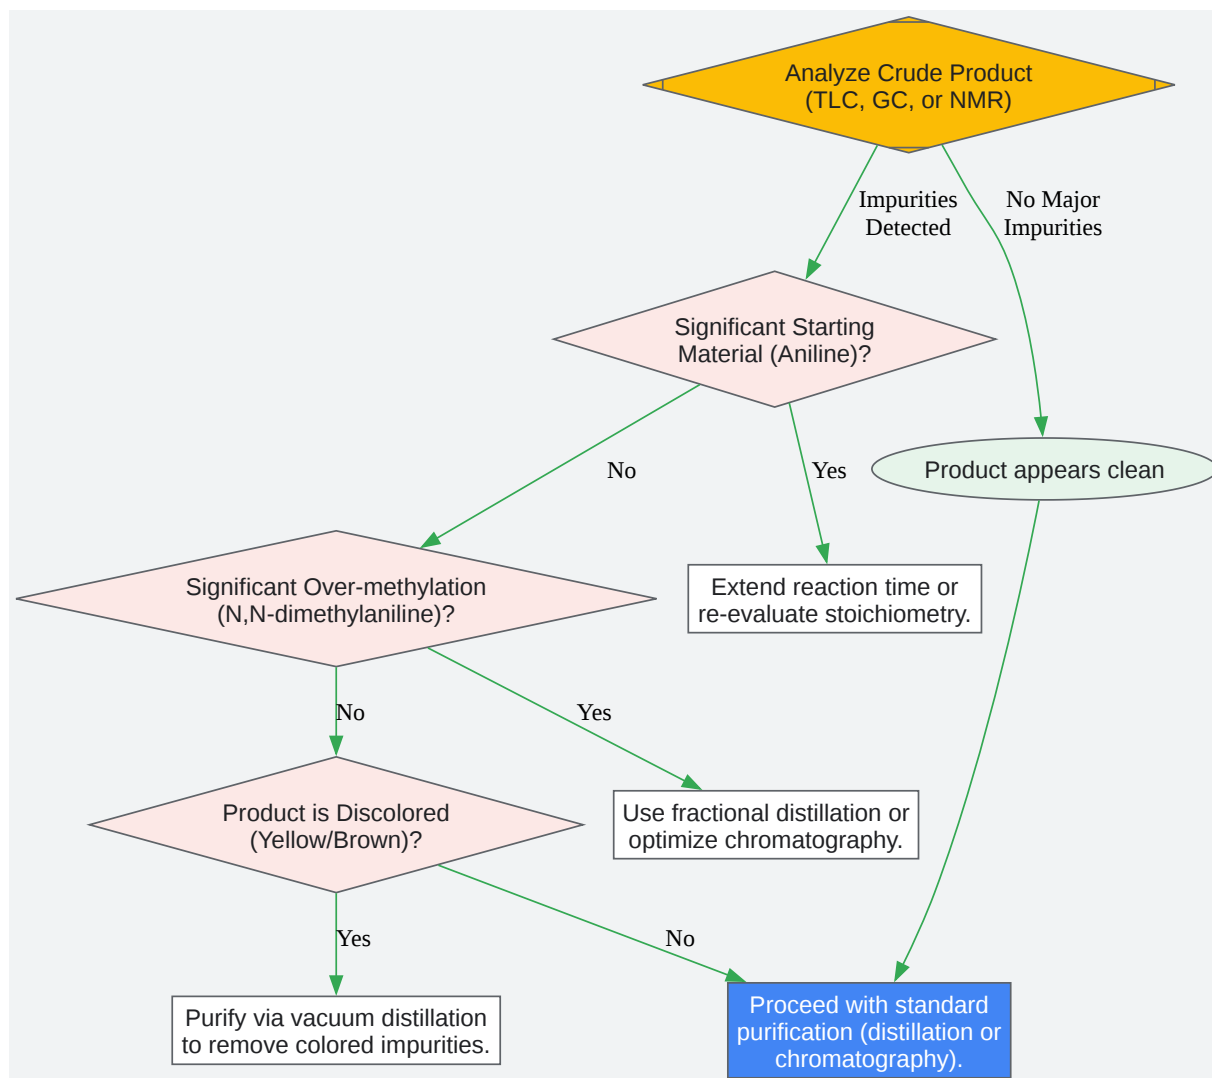 Analyze Crude Product
(TLC, GC, or NMR)
Impurities
Detected
No Major
Impurities
Significant Starting
Material (Aniline)?
No
Yes
Product appears clean
Significant Over-methylation
(N,N-dimethylaniline)?
Extend reaction time or
re-evaluate stoichiometry.
No
Yes
Product is Discolored
(Yellow/Brown)?
Use fractional distillation or
optimize chromatography.
Yes
No
Purify via vacuum distillation
to remove colored impurities.
Proceed with standard
purification (distillation or
chromatography).